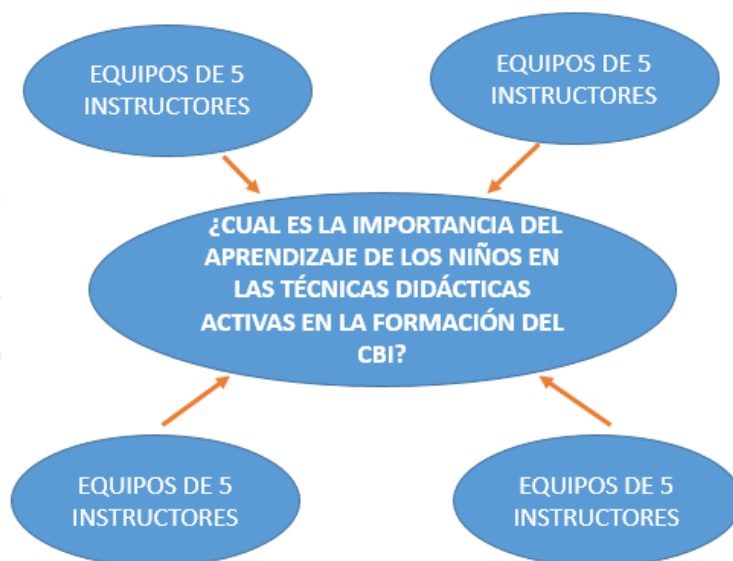 EQUIPOS DE 5
INSTRUCTORES
EQUIPOS DE 5
INSTRUCTORES
¿CUAL ES LA IMPORTANCIA DEL
APRENDIZAJE DE LOS NIÑOS EN
LAS TÉCNICAS DIDÁCTICAS
ACTIVAS EN LA FORMACIÓN DEL
CBI?
EQUIPOS DE 5
INSTRUCTORES
EQUIPOS DE 5
INSTRUCTORES